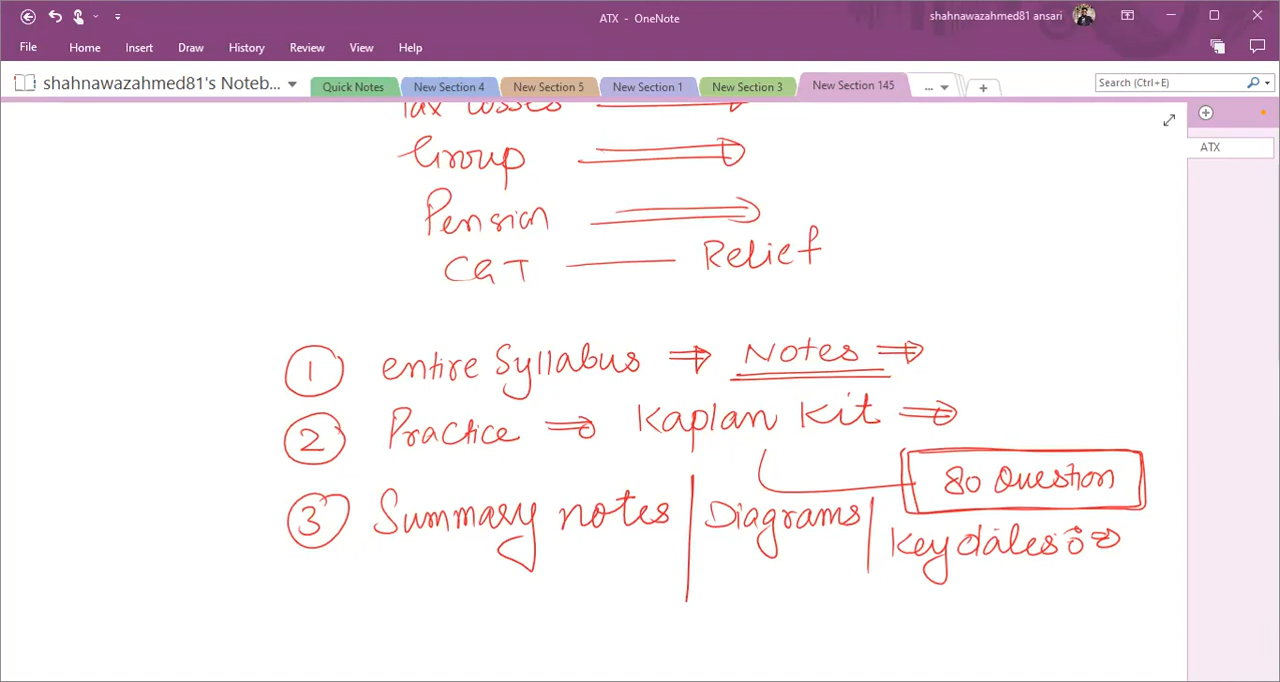 ATX - OneNote
shahnawazahmed81 ansari
File Home Insert Draw History Review View Help
shahnawazahmed81's Noteb...
Quick Notes New Section 4 New Section 5 New Section 1 New Section 3 New Section 145 ...
Search (Ctrl+E)
ATX
Tax losses
Group
Pension
CGT Relief
1 entire Syllabus ⇒ Notes ⇒
2 Practice ⇒ Kaplan Kit ⇒
80 Question
3 Summary notes | Diagrams | Key dates